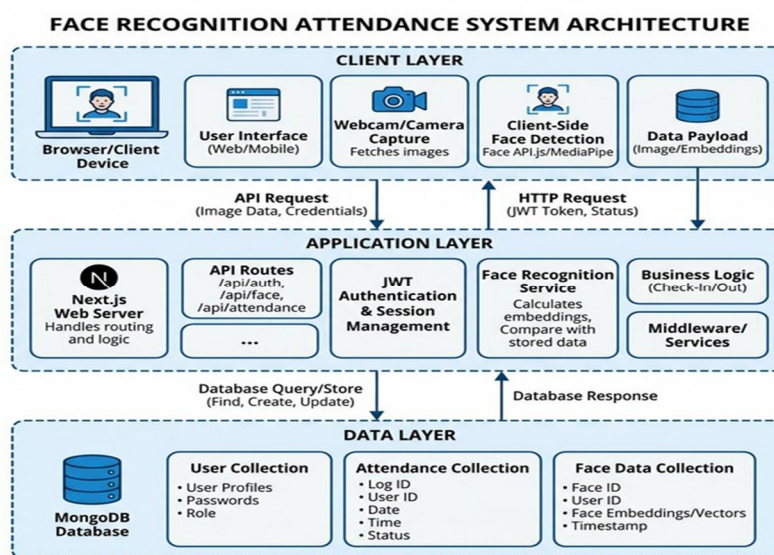 FACE RECOGNITION ATTENDANCE SYSTEM ARCHITECTURE
CLIENT LAYER
Browser/Client
Device
User Interface
(Web/Mobile)
Webcam/Camera
Capture
Fetches images
Client-Side
Face Detection
Face API.js/MediaPipe
Data Payload
(Image/Embeddings)
API Request
(Image Data, Credentials)
HTTP Request
(JWT Token, Status)
APPLICATION LAYER
N
Next.js
Web Server
Handles routing
and logic
API Routes
/api/auth,
/api/face,
/api/attendance
...
JWT
Authentication
& Session
Management
Face Recognition
Service
Calculates
embeddings,
Compare with
stored data
Business Logic
(Check-In/Out)
Middleware/
Services
Database Query/Store
(Find, Create, Update)
Database Response
DATA LAYER
MongoDB
Database
User Collection
• User Profiles
• Passwords
• Role
Attendance Collection
• Log ID
• User ID
• Date
• Time
• Status
Face Data Collection
• Face ID
• User ID
• Face Embeddings/Vectors
• Timestamp